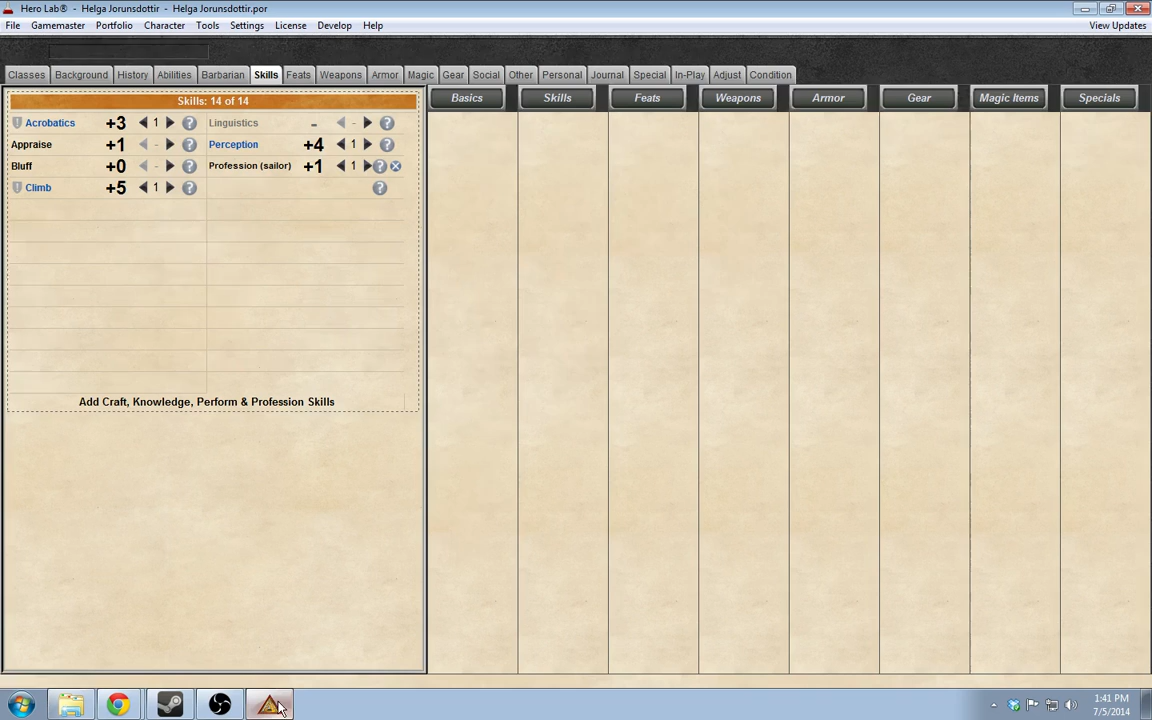 Hero Lab® - Helga Jorunsdottir - Helga Jorunsdottir.por
File Gamemaster Portfolio Character Tools Settings License Develop Help View Updates
Classes Background History Abilities Barbarian Skills Feats Weapons Armor Magic Gear Social Other Personal Journal Special In-Play Adjust Condition
Skills: 14 of 14 Basics Skills Feats Weapons Armor Gear Magic Items Specials
Acrobatics +3 1 ? Linguistics - - ?
Appraise +1 - ? Perception +4 1 ?
Bluff +0 - ? Profession (sailor) +1 1 ?
Climb +5 1 ? ?
Add Craft, Knowledge, Perform & Profession Skills
1:41 PM
7/5/2014